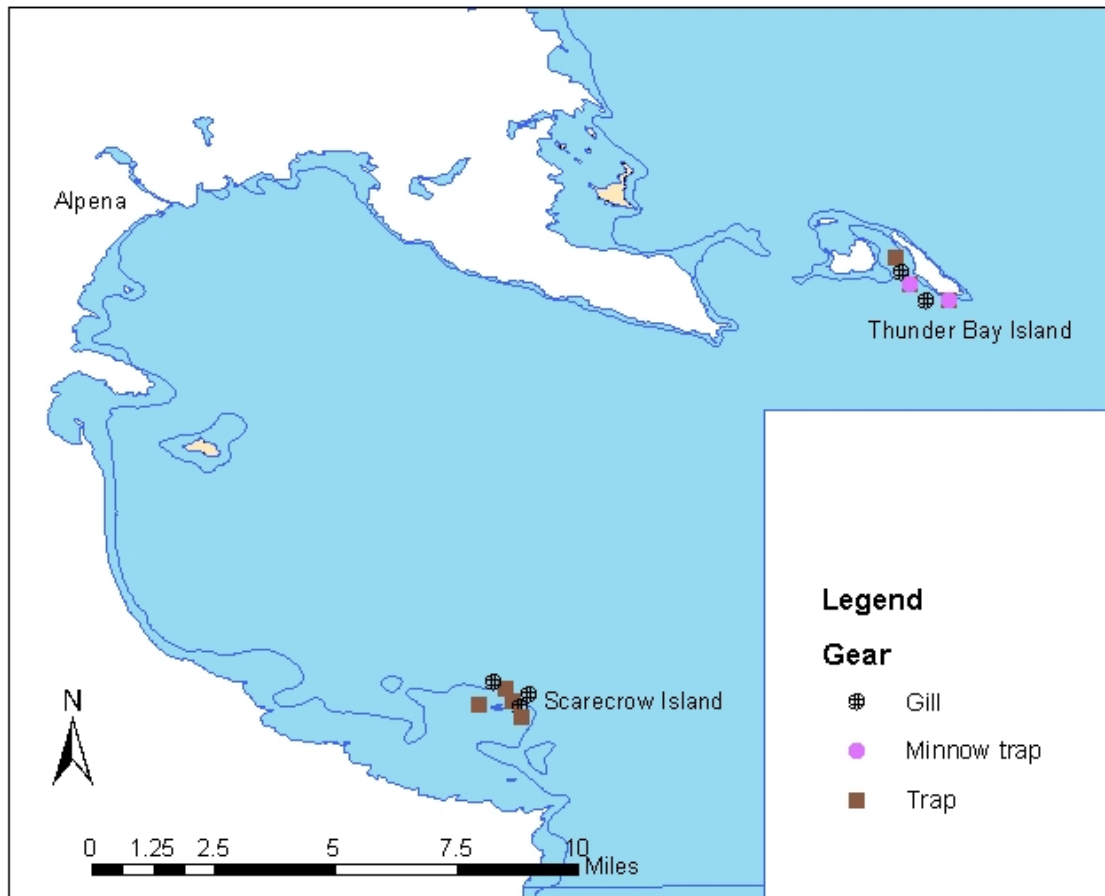 Alpena
Thunder Bay Island
Scarecrow Island
Legend
Gear
Gill
Minnow trap
Trap
N
0 1.25 2.5 5 7.5 10
Miles